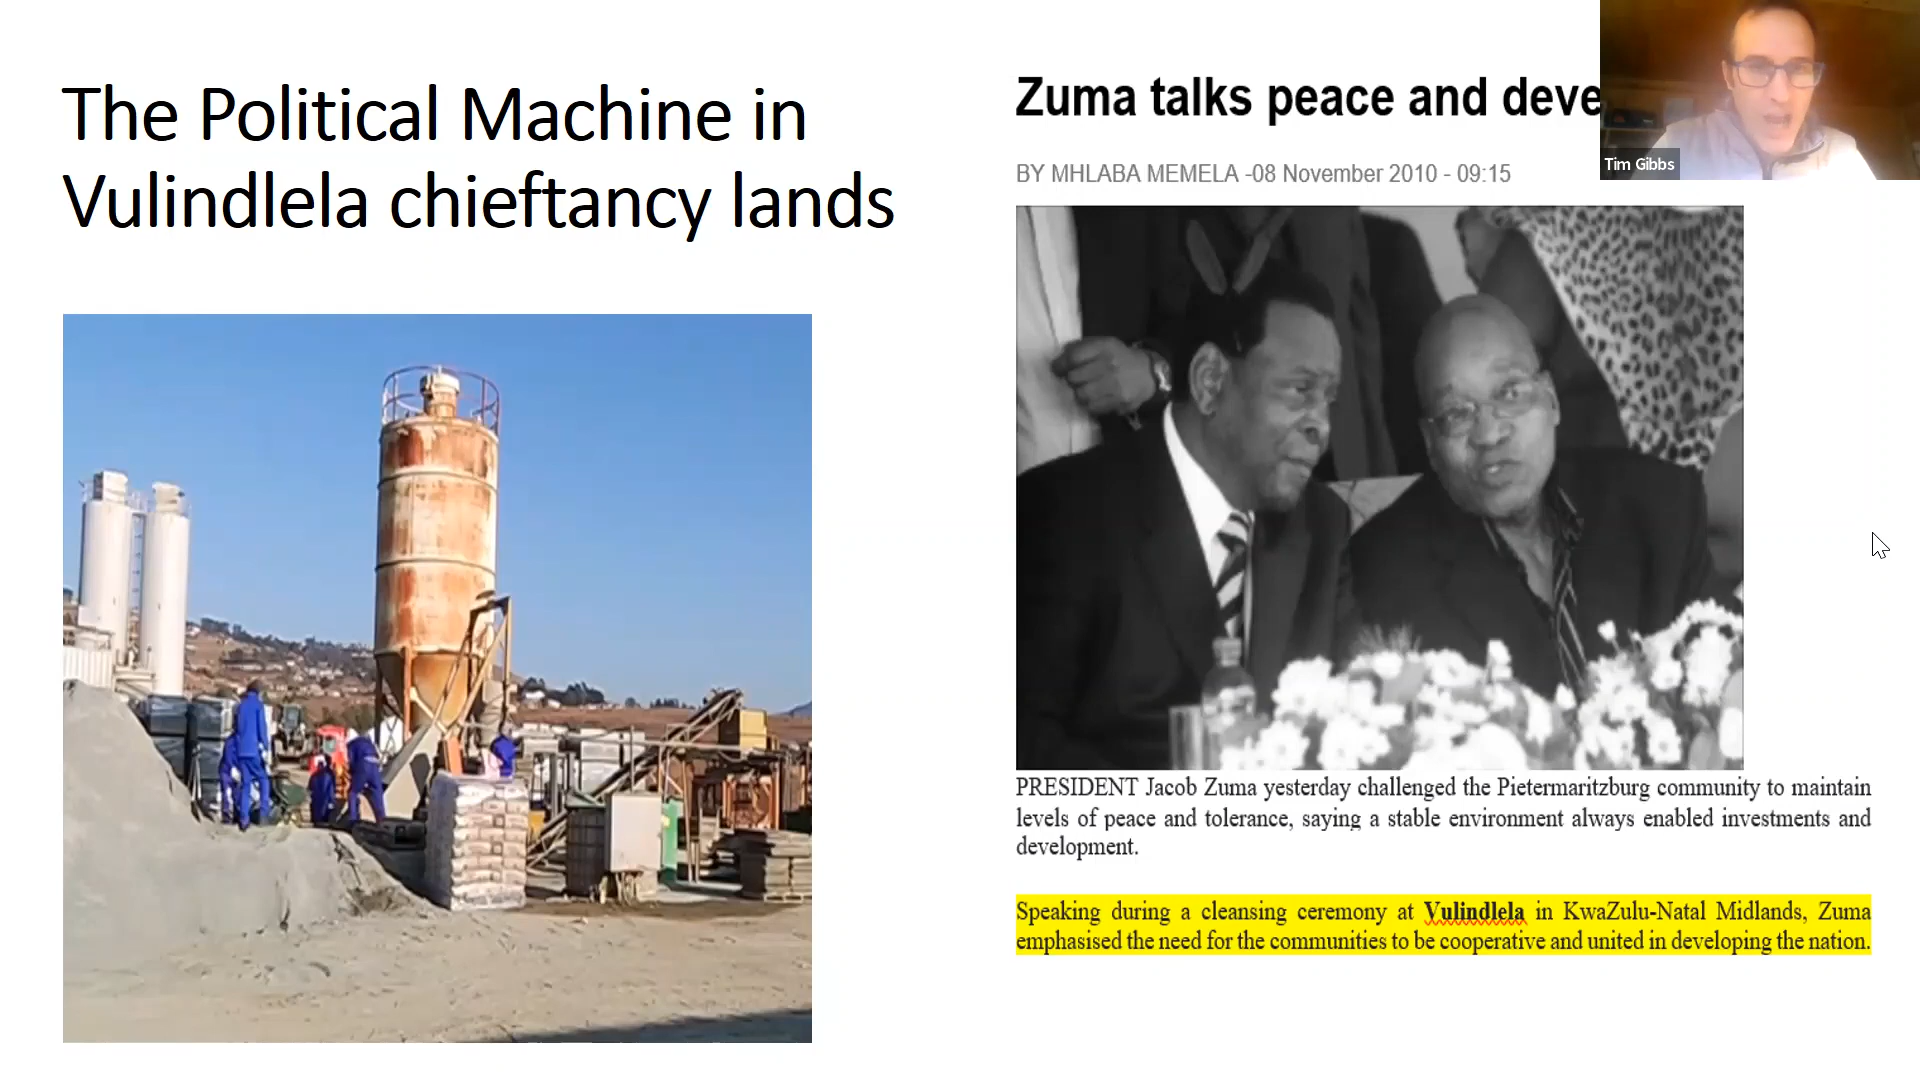 The Political Machine in
Vulindlela chieftancy lands
Zuma talks peace and deve
BY MHLABA MEMELA -08 November 2010 - 09:15
Tim Gibbs
PRESIDENT Jacob Zuma yesterday challenged the Pietermaritzburg community to maintain
levels of peace and tolerance, saying a stable environment always enabled investments and
development.
Speaking during a cleansing ceremony at Vulindlela in KwaZulu-Natal Midlands, Zuma
emphasised the need for the communities to be cooperative and united in developing the nation.